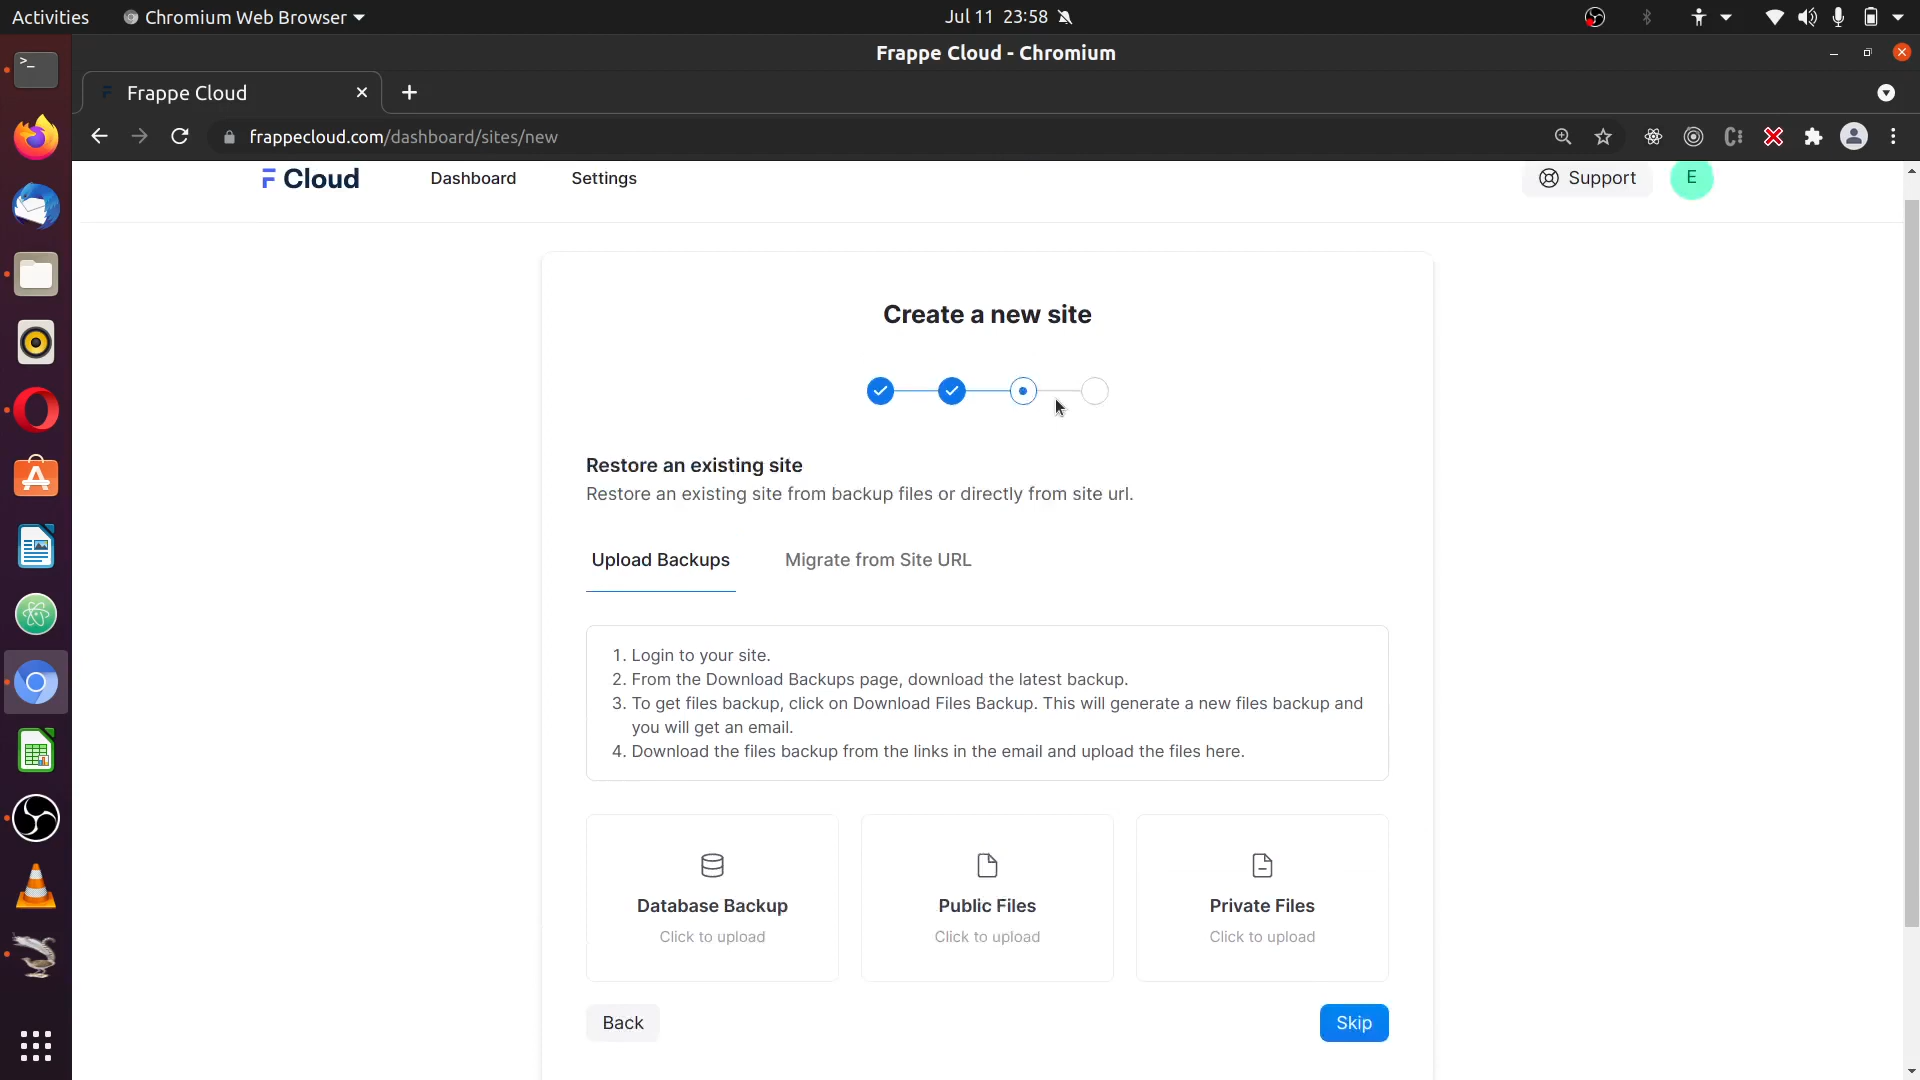 Activities
Chromium Web Browser
Jul 11 23:58
Frappe Cloud - Chromium
Frappe Cloud
frappecloud.com/dashboard/sites/new
Cloud
Dashboard
Settings
Support
E
Create a new site
Restore an existing site
Restore an existing site from backup files or directly from site url.
Upload Backups
Migrate from Site URL
1. Login to your site.
2. From the Download Backups page, download the latest backup.
3. To get files backup, click on Download Files Backup. This will generate a new files backup and
you will get an email.
4. Download the files backup from the links in the email and upload the files here.
Database Backup
Click to upload
Public Files
Click to upload
Private Files
Click to upload
Back
Skip